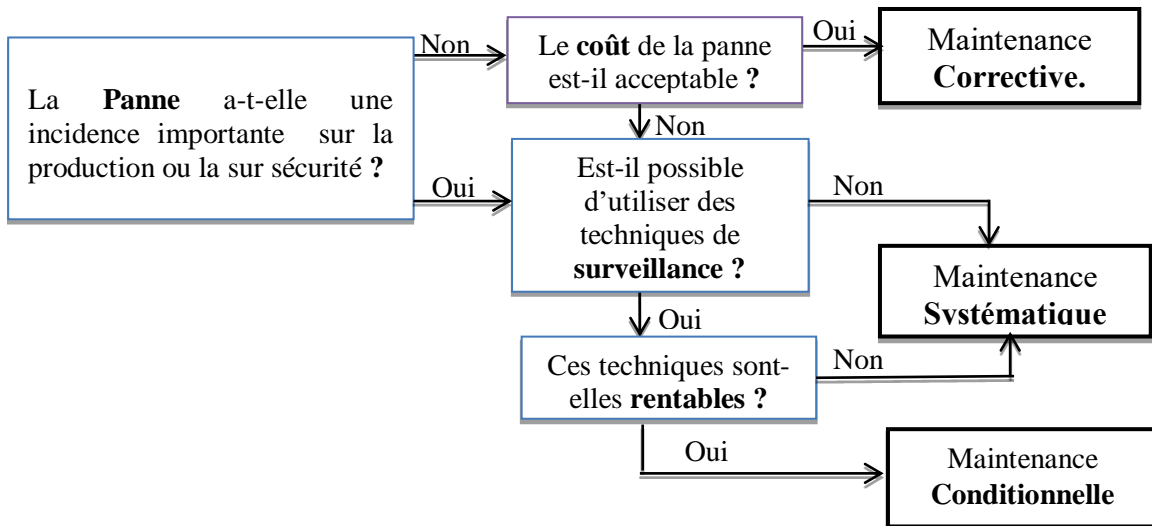 La Panne a-t-elle une
incidence importante sur la
production ou la sur sécurité ?
Non
Le coût de la panne
est-il acceptable ?
Oui
Maintenance
Corrective.
Non
Oui
Est-il possible
d’utiliser des
techniques de
surveillance ?
Non
Maintenance
Systématique
Oui
Ces techniques sont-
elles rentables ?
Non
Oui
Maintenance
Conditionnelle